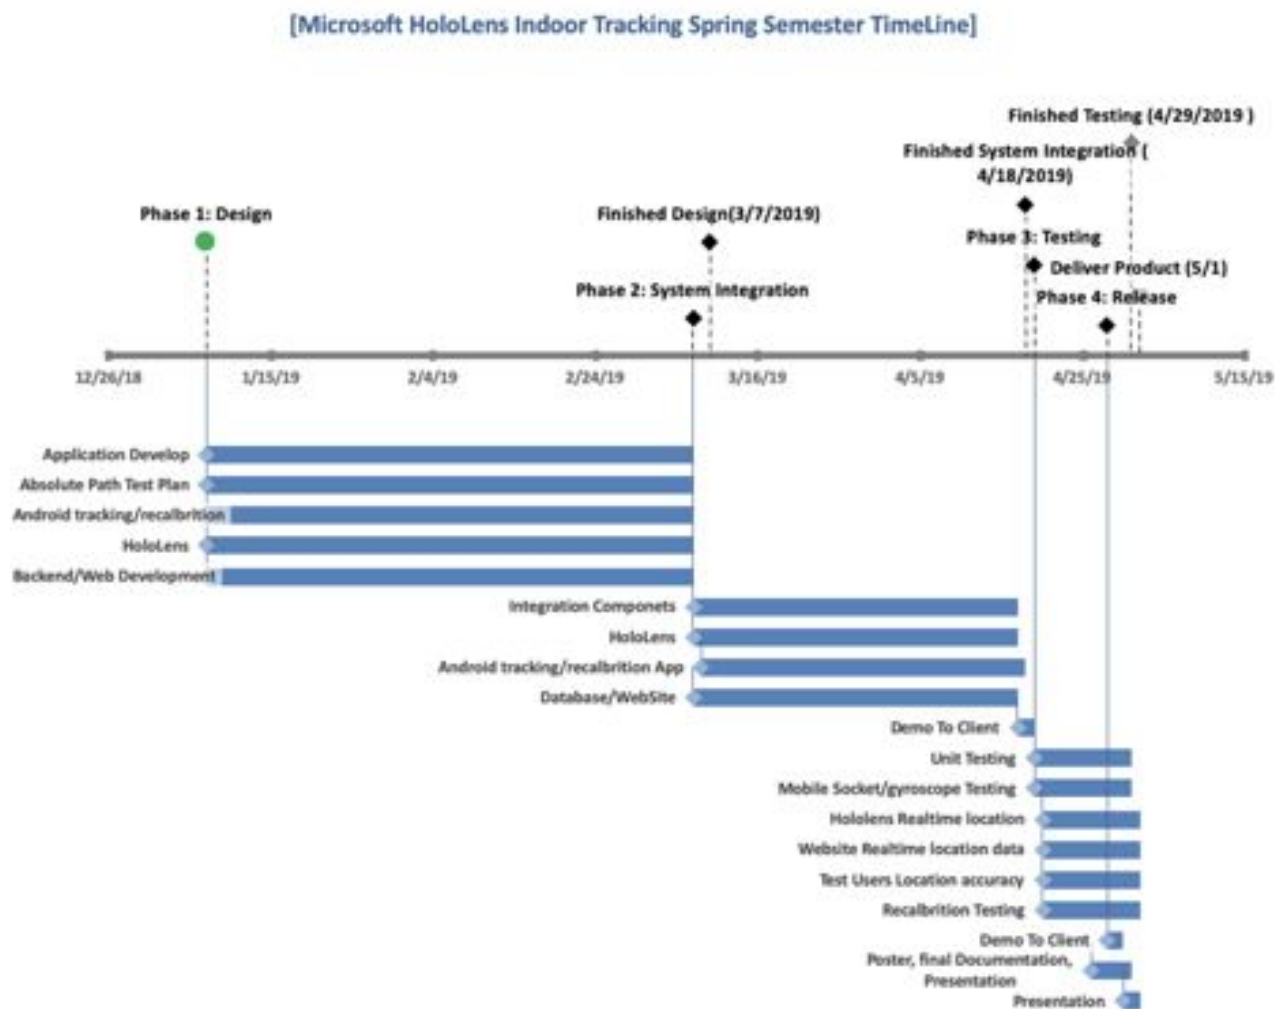 [Microsoft HoloLens Indoor Tracking Spring Semester TimeLine]
Finished Testing (4/29/2019 )
Finished System Integration (
4/18/2019)
Phase 1: Design
Finished Design(3/7/2019)
Phase 3: Testing
Deliver Product (5/1)
Phase 2: System Integration
Phase 4: Release
12/26/18
1/15/19
2/4/19
2/24/19
3/16/19
4/5/19
4/25/19
5/15/19
Application Develop
Absolute Path Test Plan
Android tracking/recalbrition
HoloLens
Backend/Web Development
Integration Componets
HoloLens
Android tracking/recalbrition App
Database/WebSite
Demo To Client
Unit Testing
Mobile Socket/gyroscope Testing
Hololens Realtime location
Website Realtime location data
Test Users Location accuracy
Recalbrition Testing
Demo To Client
Poster, final Documentation,
Presentation
Presentation